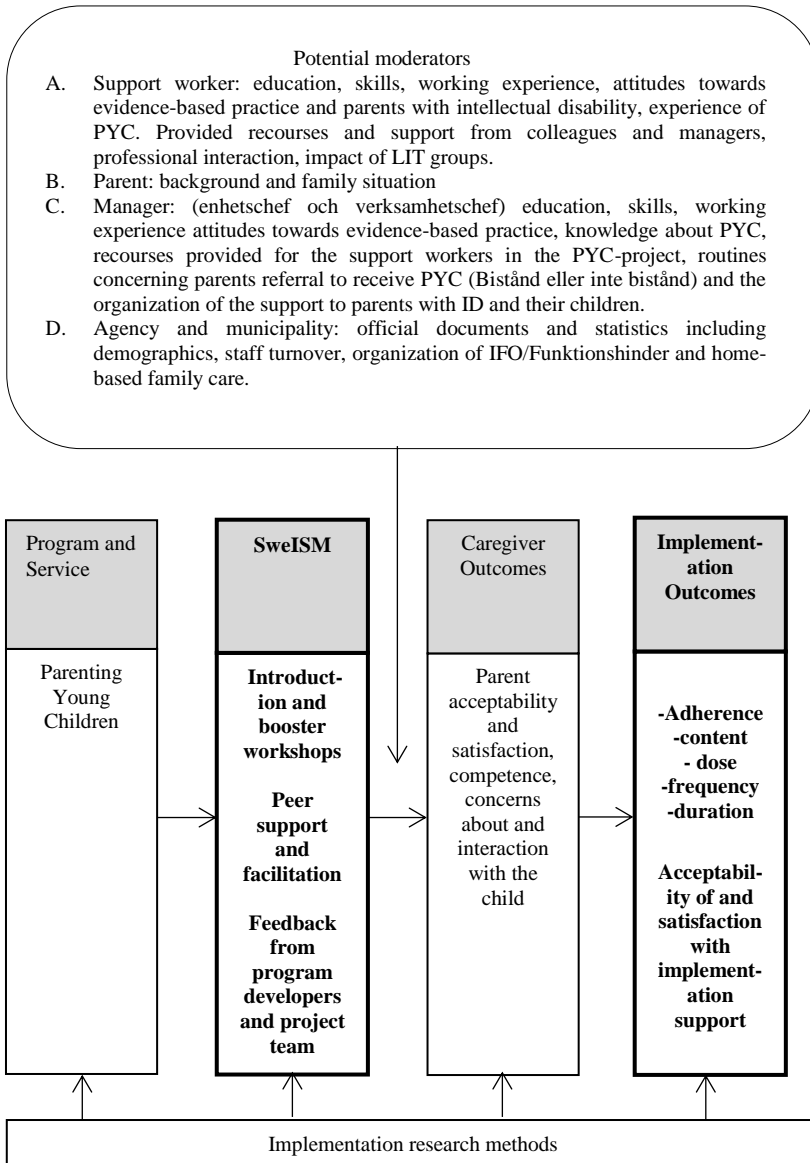 Potential moderators
A. Support worker: education, skills, working experience, attitudes towards
evidence-based practice and parents with intellectual disability, experience of
PYC. Provided recourses and support from colleagues and managers,
professional interaction, impact of LIT groups.
B. Parent: background and family situation
C. Manager: (enhetschef och verksamhetschef) education, skills, working
experience attitudes towards evidence-based practice, knowledge about PYC,
recourses provided for the support workers in the PYC-project, routines
concerning parents referral to receive PYC (Bistånd eller inte bistånd) and the
organization of the support to parents with ID and their children.
D. Agency and municipality: official documents and statistics including
demographics, staff turnover, organization of IFO/Funktionshinder and home-
based family care.
Program and
Service
Parenting
Young
Children
SweISM
Introduct-
ion and
booster
workshops
Peer
support
and
facilitation
Feedback
from
program
developers
and project
team
Caregiver
Outcomes
Parent
acceptability
and
satisfaction,
competence,
concerns
about and
interaction
with the
child
Implement-
ation
Outcomes
-Adherence
-content
- dose
-frequency
-duration
Acceptabil-
ity of and
satisfaction
with
implement-
ation
support
Implementation research methods